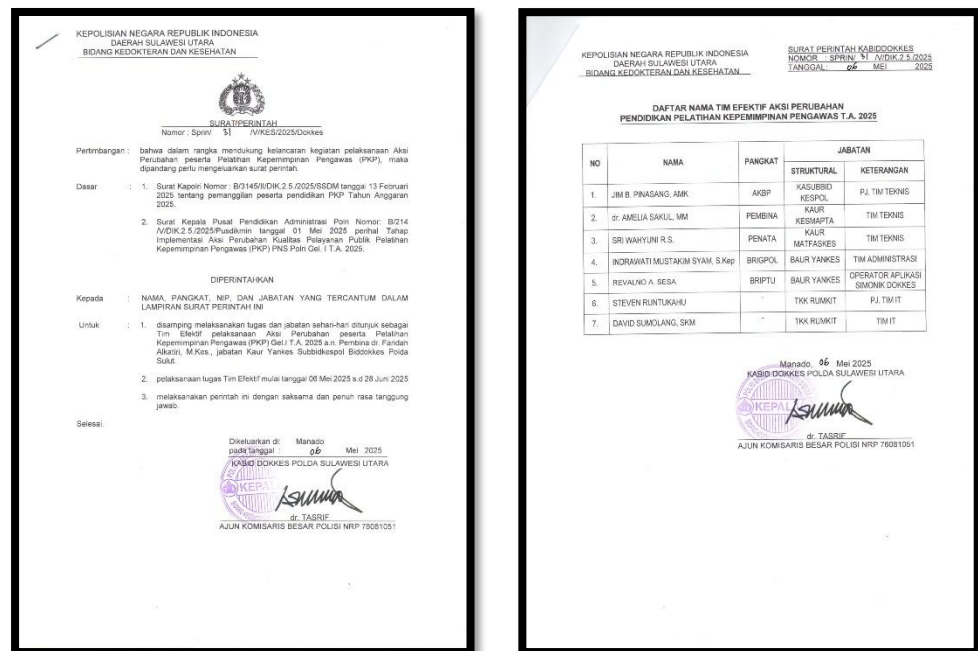 KEPOLISIAN NEGARA REPUBLIK INDONESIA
DAERAH SULAWESI UTARA
BIDANG KEDOKTERAN DAN KESEHATAN
SURAT PERINTAH
Nomor : Sprin/ 31 /V/KES/2025/Dokkes
Pertimbangan : bahwa dalam rangka mendukung kelancaran kegiatan pelaksanaan Aksi
Perubahan peserta Pelatihan Kepemimpinan Pengawas (PKP), maka
dipandang perlu mengeluarkan surat perintah.
Dasar : 1. Surat Kapolri Nomor : B/3145/II/DIK.2.5./2025/SSDM tanggal 13 Februari
2025 tentang pemanggilan peserta pendidikan PKP Tahun Anggaran
2025.
2. Surat Kepala Pusat Pendidikan Administrasi Polri Nomor: B/214
/V/DIK.2.5./2025/Pusdikmin tanggal 01 Mei 2025 perihal Tahap
Implementasi Aksi Perubahan Kualitas Pelayanan Publik Pelatihan
Kepemimpinan Pengawas (PKP) PNS Polri Gel. I T.A. 2025.
DIPERINTAHKAN
Kepada : NAMA, PANGKAT, NIP, DAN JABATAN YANG TERCANTUM DALAM
LAMPIRAN SURAT PERINTAH INI
Untuk : 1. disamping melaksanakan tugas dan jabatan sehari-hari ditunjuk sebagai
Tim Efektif pelaksanaan Aksi Perubahan peserta Pelatihan
Kepemimpinan Pengawas (PKP) Gel.I T.A. 2025 a.n. Pembina dr. Faridah
Alkatiri, M.Kes., jabatan Kaur Yankes Subbidkespol Biddokkes Polda
Sulut.
2. pelaksanaan tugas Tim Efektif mulai tanggal 06 Mei 2025 s.d 28 Juni 2025
3. melaksanakan perintah ini dengan saksama dan penuh rasa tanggung
jawab.
Selesai.
Dikeluarkan di: Manado
pada tanggal : 06 Mei 2025
KABID DOKKES POLDA SULAWESI UTARA
KEPALA
dr. TASRIF
AJUN KOMISARIS BESAR POLISI NRP 76081051
KEPOLISIAN NEGARA REPUBLIK INDONESIA
DAERAH SULAWESI UTARA
BIDANG KEDOKTERAN DAN KESEHATAN
SURAT PERINTAH KABIDDOKKES
NOMOR : SPRIN/ 31 /V/DIK.2.5./2025
TANGGAL: 06 MEI 2025
DAFTAR NAMA TIM EFEKTIF AKSI PERUBAHAN
PENDIDIKAN PELATIHAN KEPEMIMPINAN PENGAWAS T.A. 2025
NO NAMA PANGKAT JABATAN
STRUKTURAL KETERANGAN
1. JIM B. PINASANG, AMK AKBP KASUBBID KESPOL PJ. TIM TEKNIS
2. dr. AMELIA SAKUL, MM PEMBINA KAUR KESMAPTA TIM TEKNIS
3. SRI WAHYUNI R.S. PENATA KAUR MATFASKES TIM TEKNIS
4. INDRAWATI MUSTAKIM SYAM, S.Kep BRIGPOL BAUR YANKES TIM ADMINISTRASI
5. REVALNO A. SESA BRIPTU BAUR YANKES OPERATOR APLIKASI SIMONIK DOKKES
6. STEVEN RUNTUKAHU - TKK RUMKIT PJ. TIM IT
7. DAVID SUMOLANG, SKM - TKK RUMKIT TIM IT
Manado, 06 Mei 2025
KABID DOKKES POLDA SULAWESI UTARA
KEPALA
dr. TASRIF
AJUN KOMISARIS BESAR POLISI NRP 76081051